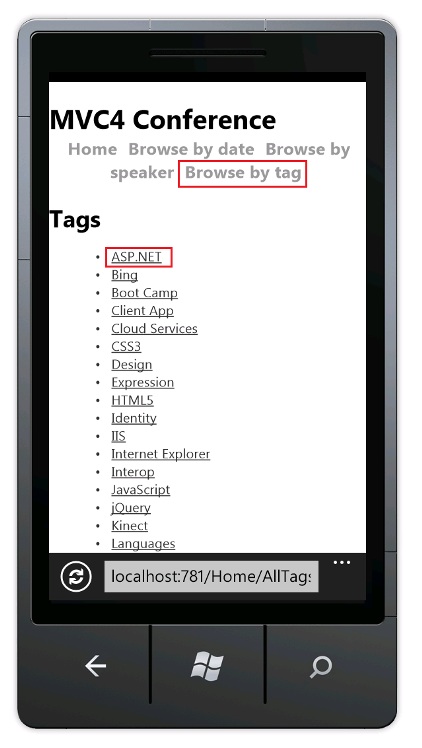 MVC4 Conference
Home Browse by date Browse by
speaker Browse by tag
Tags
• ASP.NET
• Bing
• Boot Camp
• Client App
• Cloud Services
• CSS3
• Design
• Expression
• HTML5
• Identity
• IIS
• Internet Explorer
• Interop
• JavaScript
• jQuery
• Kinect
• Languages
localhost:781/Home/AllTags